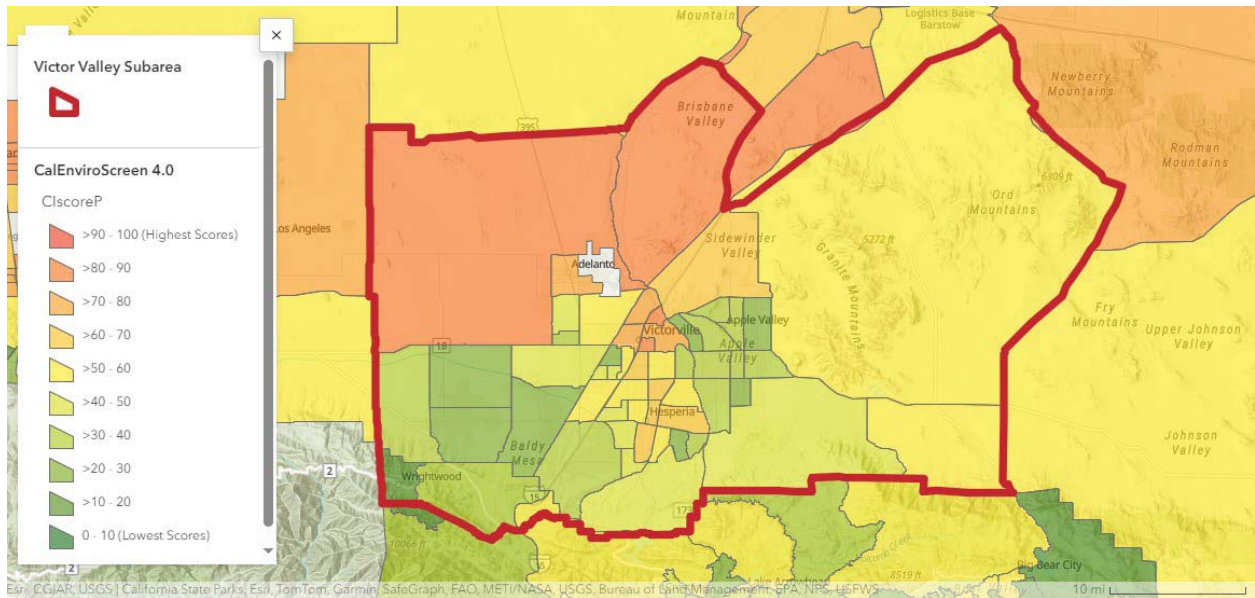 ×
Victor Valley Subarea
CalEnviroScreen 4.0
CIscoreP
>90 - 100 (Highest Scores)
>80 - 90
>70 - 80
>60 - 70
>50 - 60
>40 - 50
>30 - 40
>20 - 30
>10 - 20
0 - 10 (Lowest Scores)
Mountain
Logistics Base
Barstow
Newberry
Mountains
Brisbane
Valley
395
Rodman
Mountains
6309 ft
Ord
Mountains
Los Angeles
Sidewinder
Valley
5272 ft
Granite Mountains
Adelanto
Fry
Mountains
Upper Johnson
Valley
Victorville
Apple Valley
Apple
Valley
18
Hesperia
Johnson
Valley
Baldy
Mesa
2
Wrightwood
15
173
10066 ft
2
Big Bear City
8519 ft
Lake Arrowhead
10 mi
Esri, CGIAR, USGS | California State Parks, Esri, TomTom, Garmin, SafeGraph, FAO, METI/NASA, USGS, Bureau of Land Management, EPA, NPS, USFWS